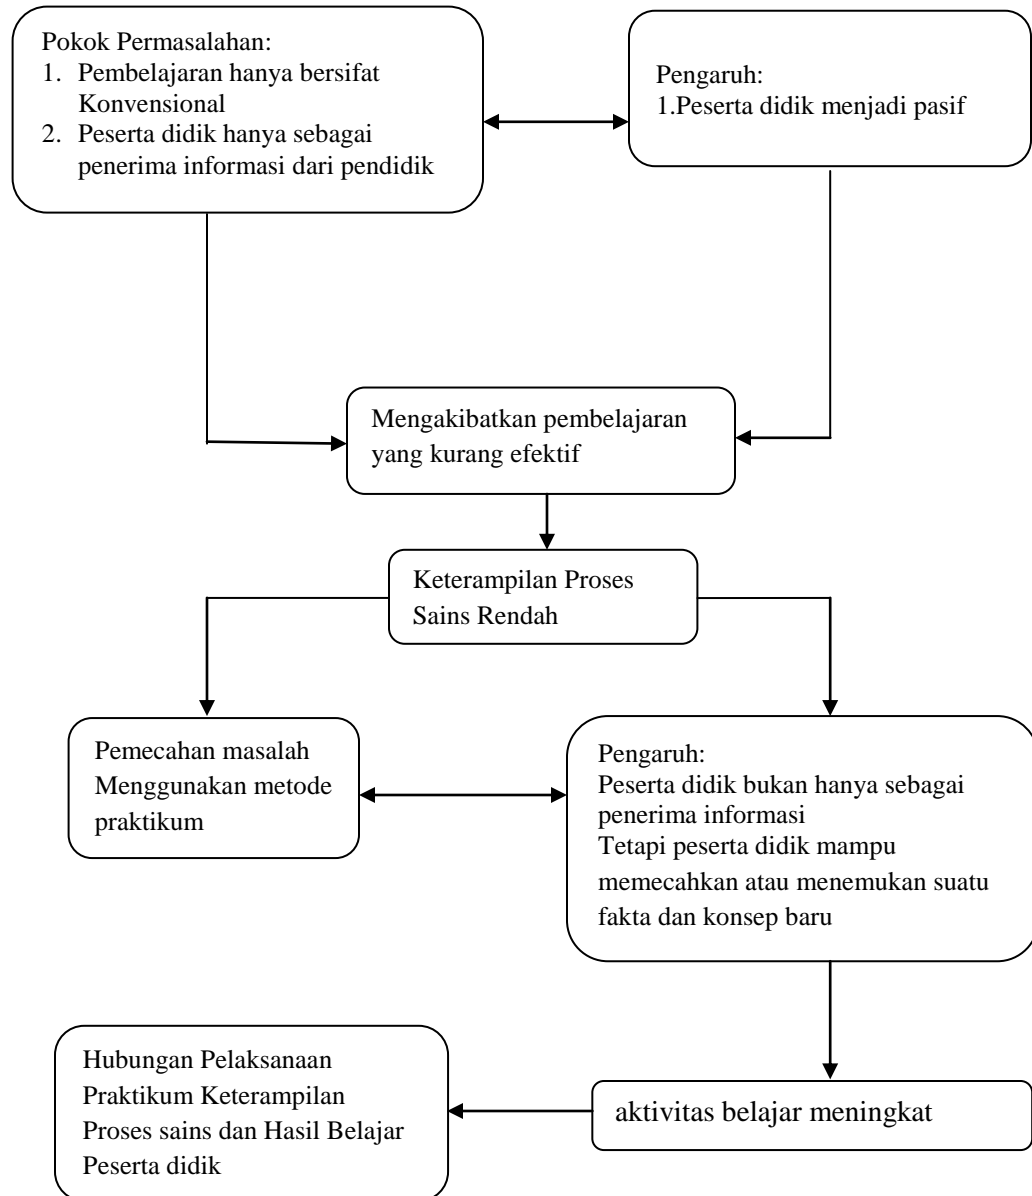 Pokok Permasalahan:
1. Pembelajaran hanya bersifat
Konvensional
2. Peserta didik hanya sebagai
penerima informasi dari pendidik
Pengaruh:
1.Peserta didik menjadi pasif
Mengakibatkan pembelajaran
yang kurang efektif
Keterampilan Proses
Sains Rendah
Pemecahan masalah
Menggunakan metode
praktikum
Pengaruh:
Peserta didik bukan hanya sebagai
penerima informasi
Tetapi peserta didik mampu
memecahkan atau menemukan suatu
fakta dan konsep baru
Hubungan Pelaksanaan
Praktikum Keterampilan
Proses sains dan Hasil Belajar
Peserta didik
aktivitas belajar meningkat